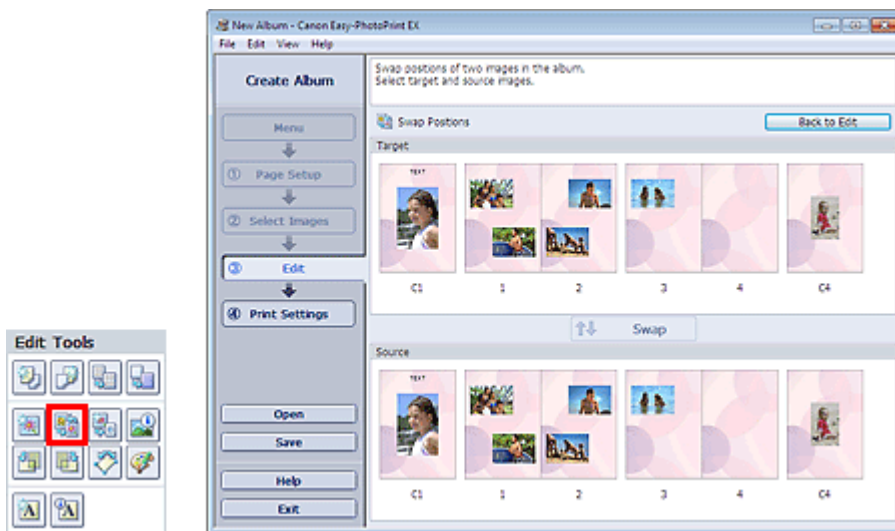 New Album - Canon Easy-PhotoPrint EX
File Edit View Help
Create Album
Swap positions of two images in the album.
Select target and source images.
Menu
① Page Setup
② Select Images
③ Edit
④ Print Settings
Open
Save
Help
Exit
Swap Positions
Back to Edit
Target
TEXT
C1 1 2 3 4 C4
Swap
Source
TEXT
C1 1 2 3 4 C4
Edit Tools